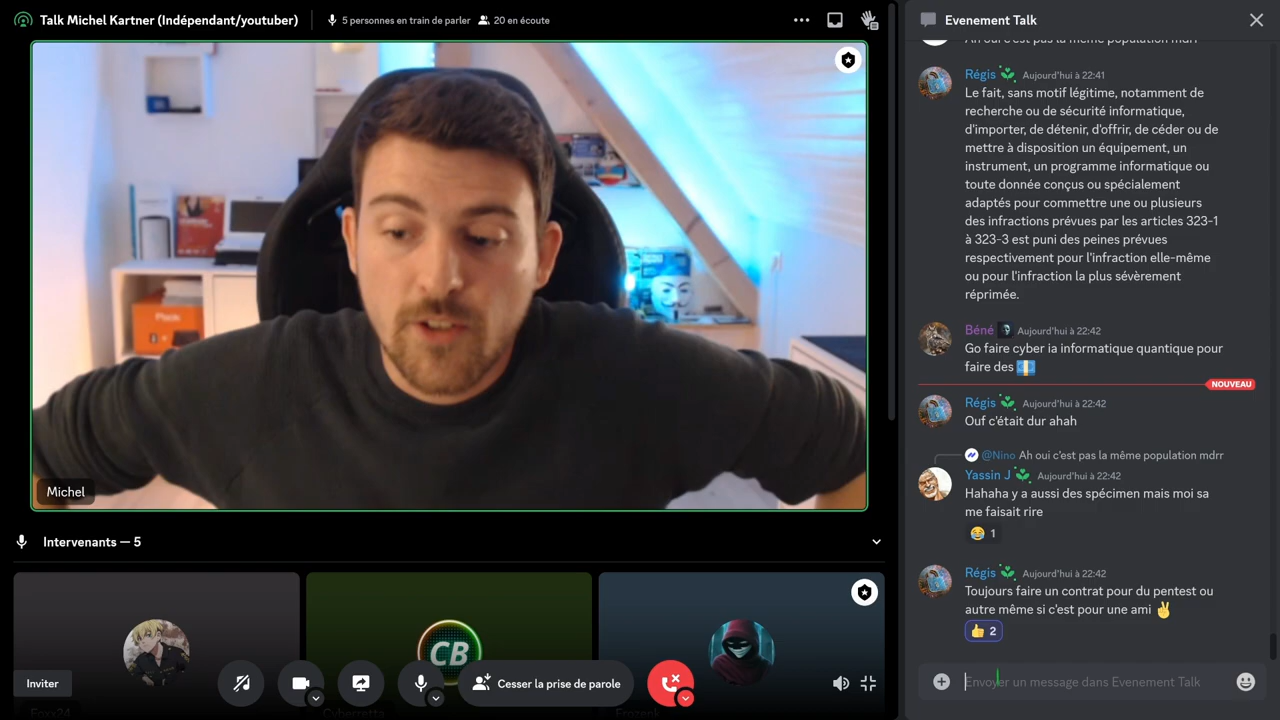 Talk Michel Kartner (Indépendant/youtuber)
5 personnes en train de parler
20 en écoute
Michel
Intervenants — 5
CB
Inviter
Cesser la prise de parole
Evenement Talk
Ah oui c'est pas la même population mdrr
Régis Aujourd'hui à 22:41
Le fait, sans motif légitime, notamment de
recherche ou de sécurité informatique,
d'importer, de détenir, d'offrir, de céder ou de
mettre à disposition un équipement, un
instrument, un programme informatique ou
toute donnée conçus ou spécialement
adaptés pour commettre une ou plusieurs
des infractions prévues par les articles 323-1
à 323-3 est puni des peines prévues
respectivement pour l'infraction elle-même
ou pour l'infraction la plus sévèrement
réprimée.
Béné Aujourd'hui à 22:42
Go faire cyber ia informatique quantique pour
faire des
NOUVEAU
Régis Aujourd'hui à 22:42
Ouf c'était dur ahah
@Nino Ah oui c'est pas la même population mdrr
Yassin J Aujourd'hui à 22:42
Hahaha y a aussi des spécimen mais moi sa
me faisait rire
1
Régis Aujourd'hui à 22:42
Toujours faire un contrat pour du pentest ou
autre même si c'est pour une ami
2
Envoyer un message dans Evenement Talk